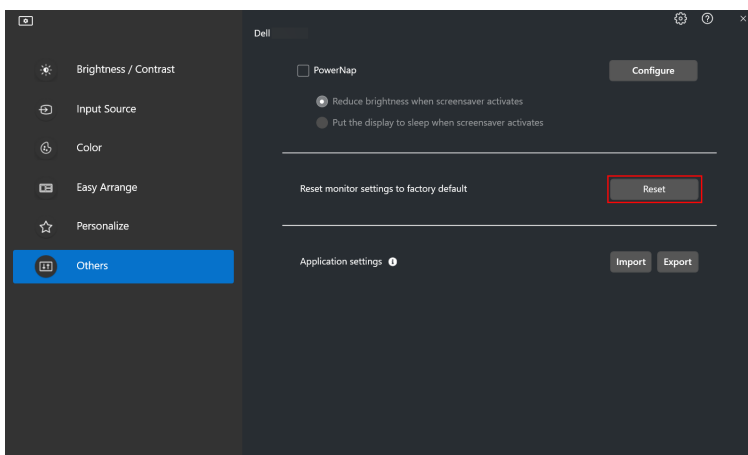 Dell
Brightness / Contrast
Input Source
Color
Easy Arrange
Personalize
Others
PowerNap
Configure
Reduce brightness when screensaver activates
Put the display to sleep when screensaver activates
Reset monitor settings to factory default
Reset
Application settings
Import
Export